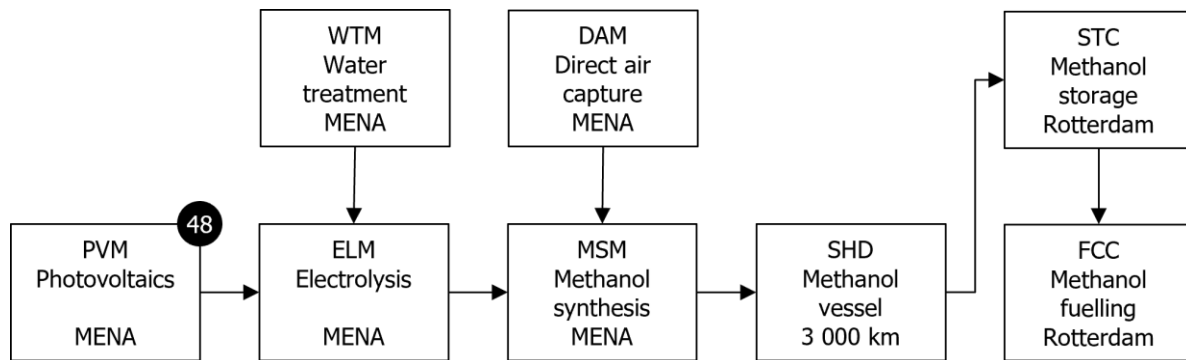 WTM
Water
treatment
MENA
DAM
Direct air
capture
MENA
STC
Methanol
storage
Rotterdam
48
PVM
Photovoltaics
MENA
ELM
Electrolysis
MENA
MSM
Methanol
synthesis
MENA
SHD
Methanol
vessel
3 000 km
FCC
Methanol
fuelling
Rotterdam